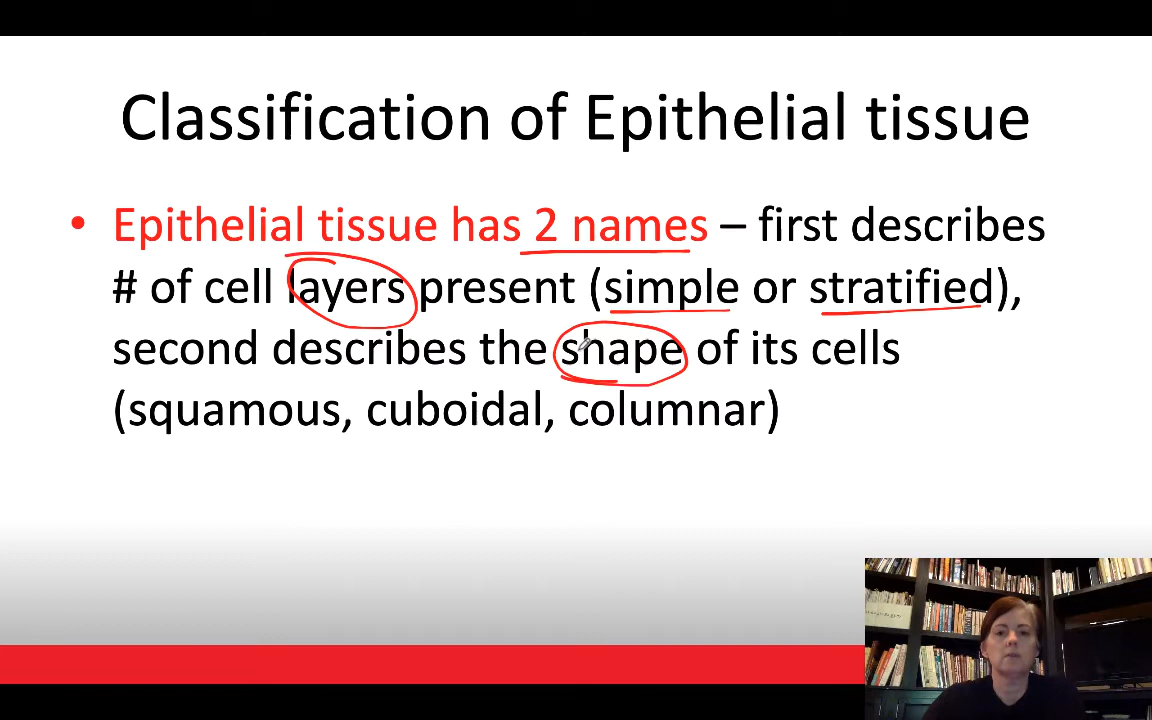 Classification of Epithelial tissue
• Epithelial tissue has 2 names – first describes
# of cell layers present (simple or stratified),
second describes the shape of its cells
(squamous, cuboidal, columnar)